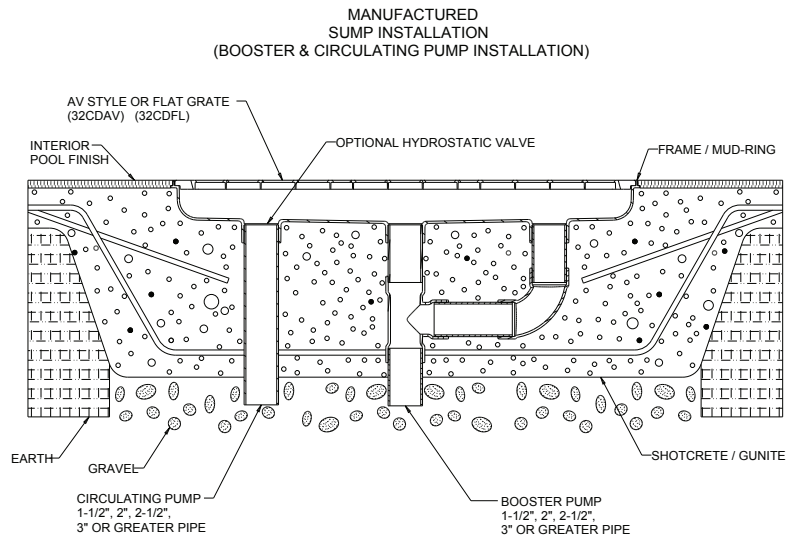 MANUFACTURED
SUMP INSTALLATION
(BOOSTER & CIRCULATING PUMP INSTALLATION)
AV STYLE OR FLAT GRATE
(32CDAV) (32CDFL)
INTERIOR
POOL FINISH
OPTIONAL HYDROSTATIC VALVE
FRAME / MUD-RING
EARTH
GRAVEL
SHOTCRETE / GUNITE
CIRCULATING PUMP
1-1/2", 2", 2-1/2",
3" OR GREATER PIPE
BOOSTER PUMP
1-1/2", 2", 2-1/2",
3" OR GREATER PIPE